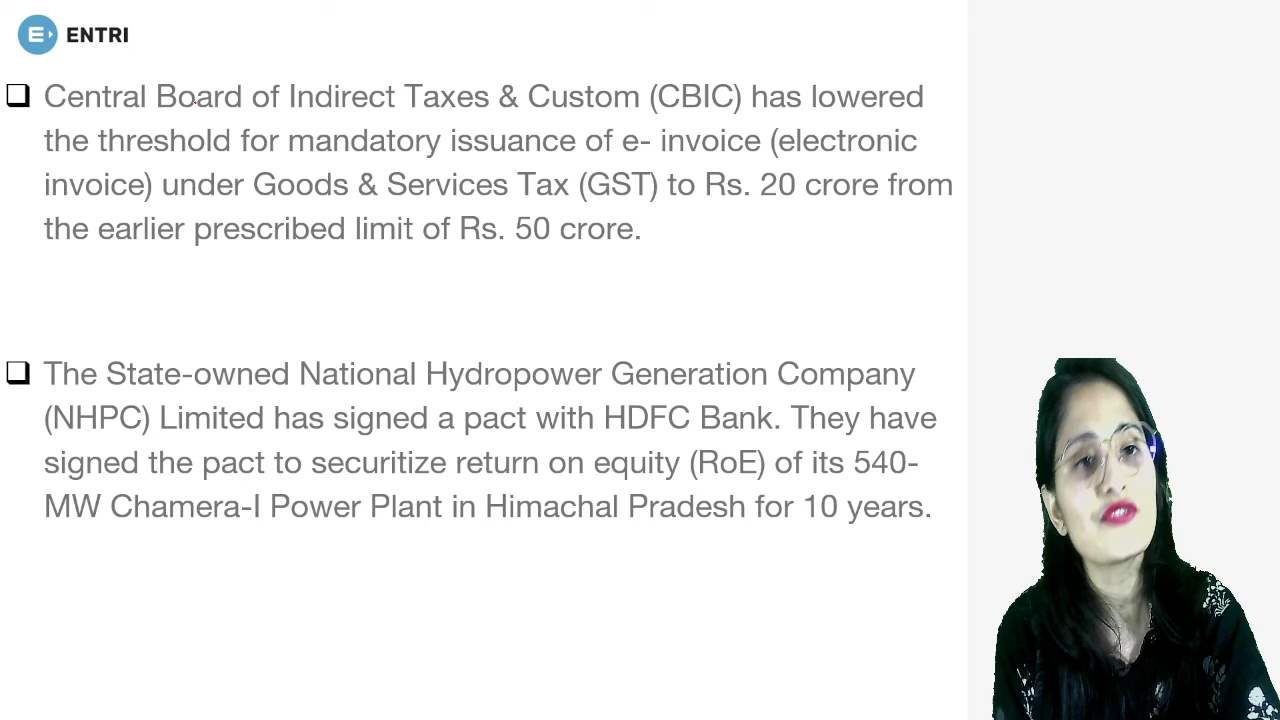 ENTRI
Central Board of Indirect Taxes & Custom (CBIC) has lowered
the threshold for mandatory issuance of e- invoice (electronic
invoice) under Goods & Services Tax (GST) to Rs. 20 crore from
the earlier prescribed limit of Rs. 50 crore.
The State-owned National Hydropower Generation Company
(NHPC) Limited has signed a pact with HDFC Bank. They have
signed the pact to securitize return on equity (RoE) of its 540-
MW Chamera-I Power Plant in Himachal Pradesh for 10 years.